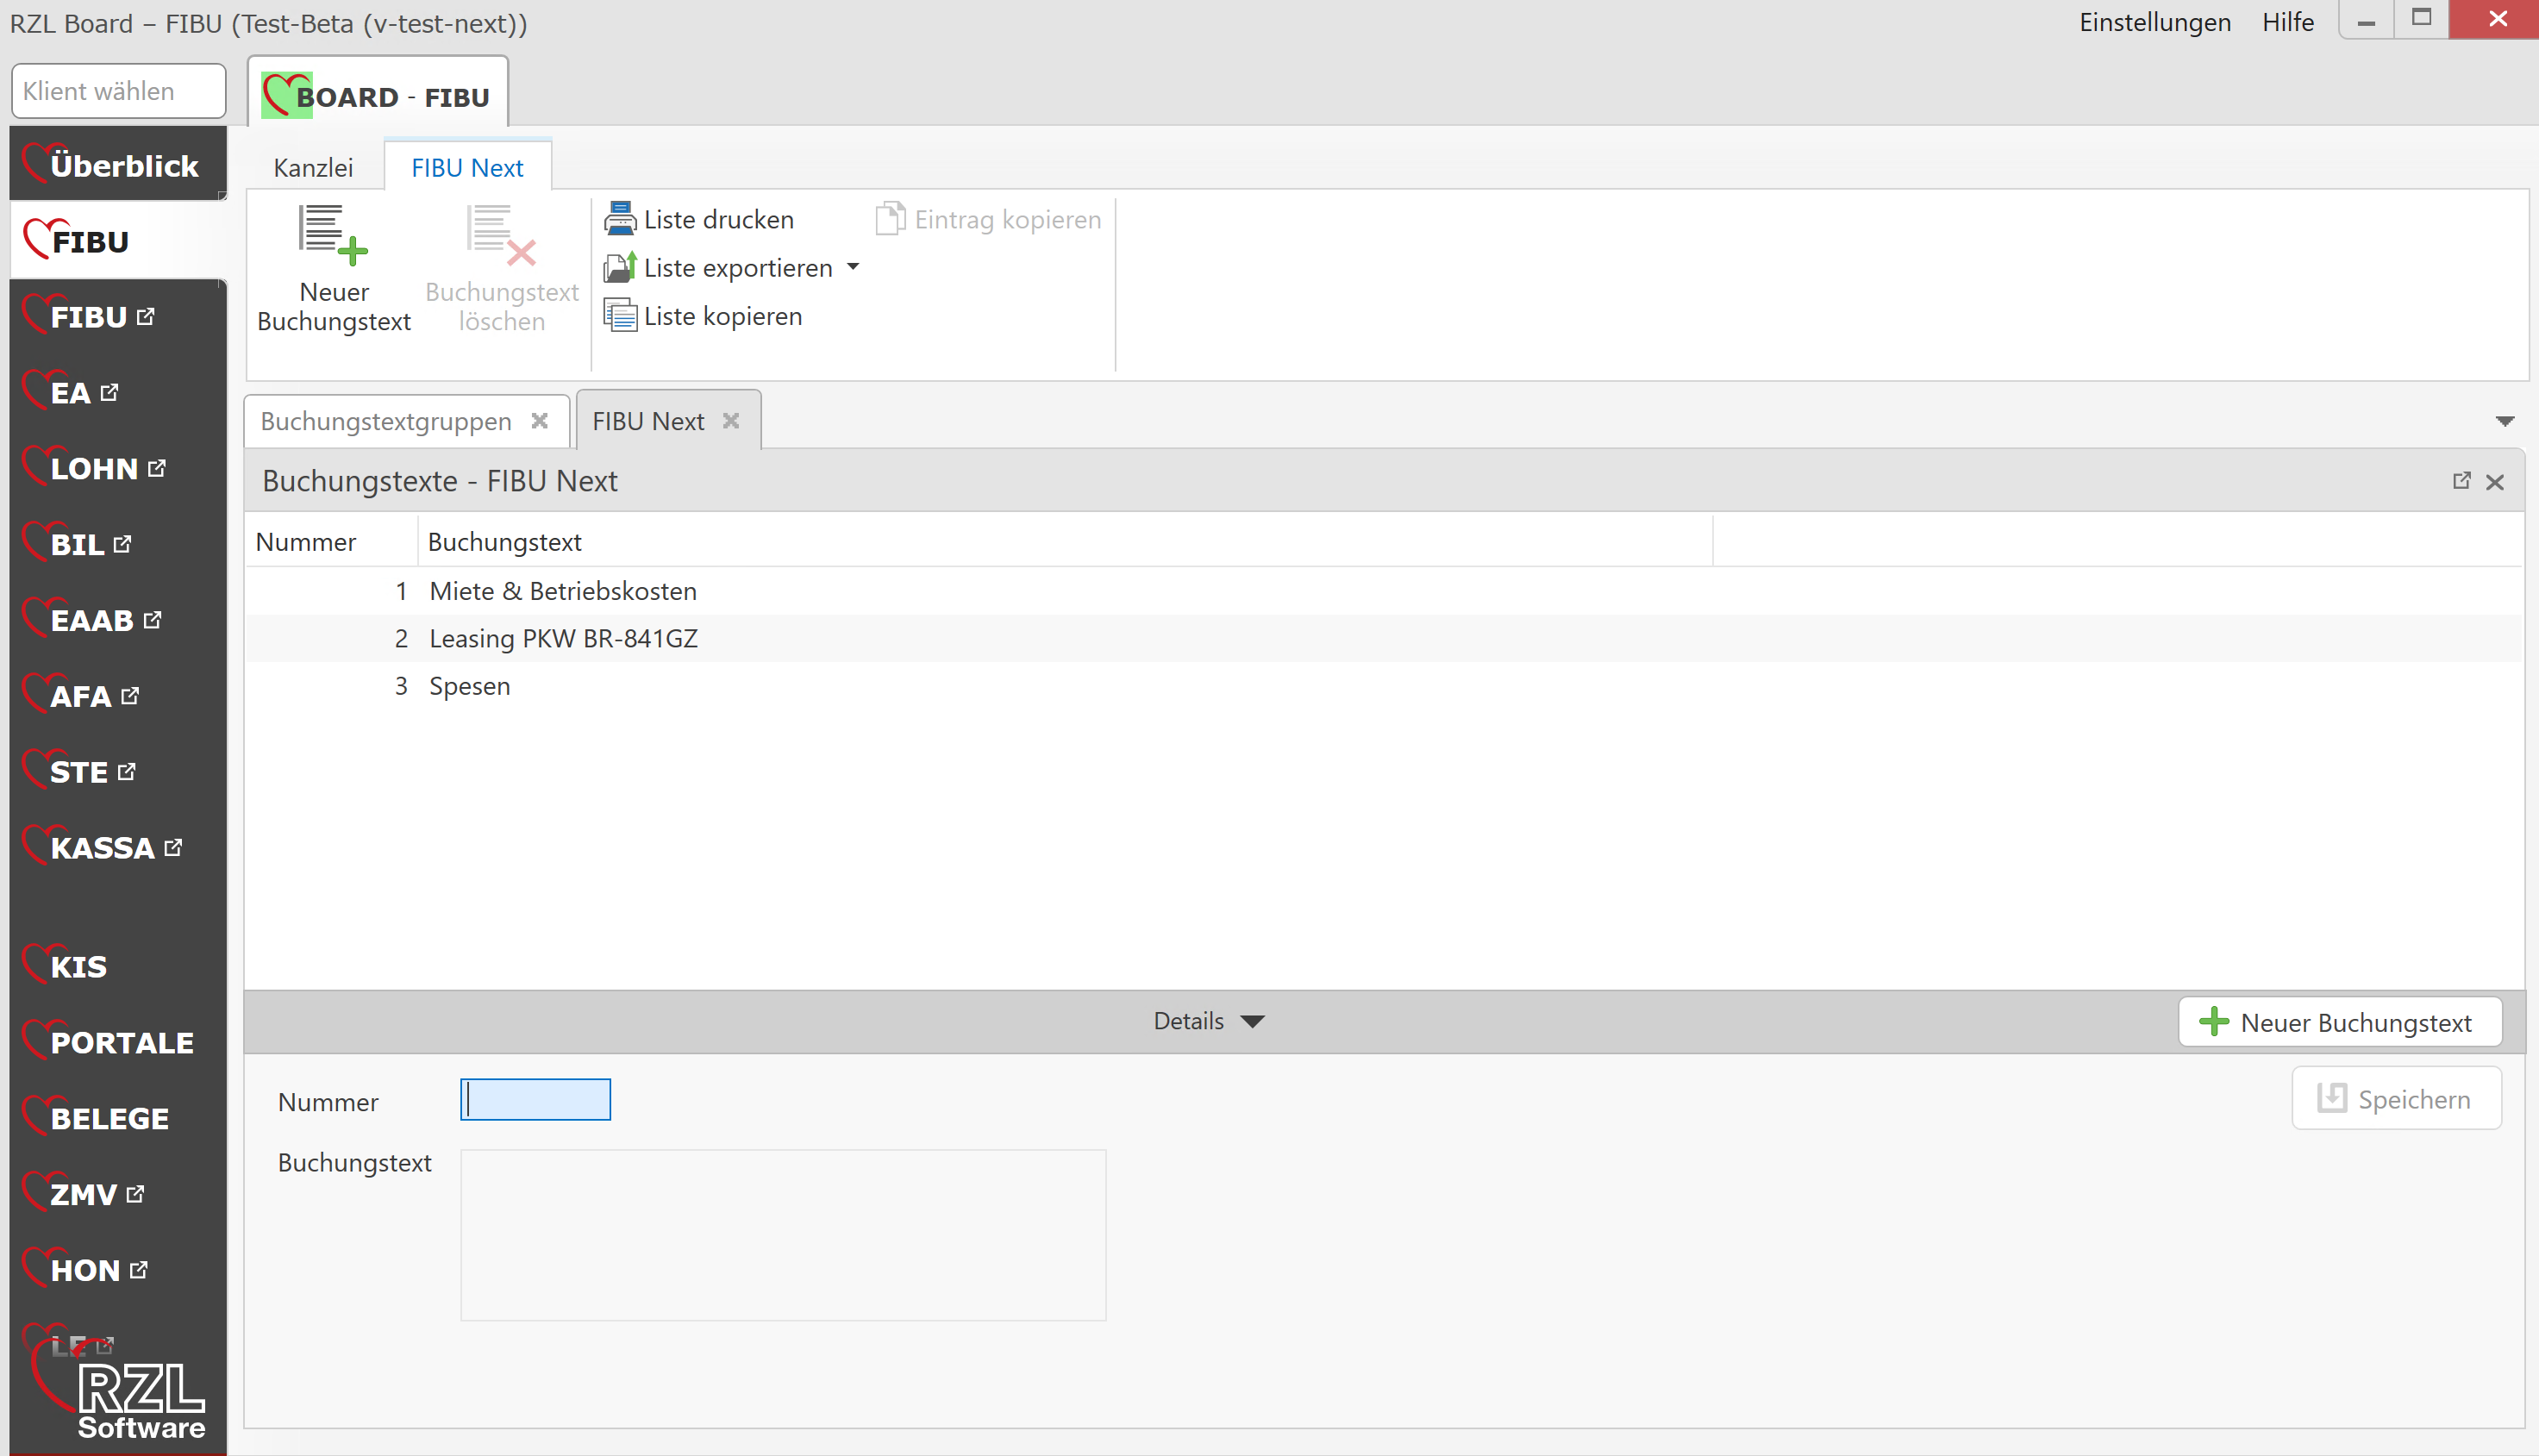 RZL Board – FIBU (Test-Beta (v-test-next))
Einstellungen Hilfe
Klient wählen
BOARD - FIBU
Überblick
FIBU
FIBU
EA
LOHN
BIL
EAAB
AFA
STE
KASSA
KIS
PORTALE
BELEGE
ZMV
HON
LE
RZL
Software
Kanzlei FIBU Next
Neuer
Buchungstext
Buchungstext
löschen
Liste drucken
Liste exportieren
Liste kopieren
Eintrag kopieren
Buchungstextgruppen FIBU Next
Buchungstexte - FIBU Next
Nummer Buchungstext
1 Miete & Betriebskosten
2 Leasing PKW BR-841GZ
3 Spesen
Details Neuer Buchungstext
Nummer
Speichern
Buchungstext